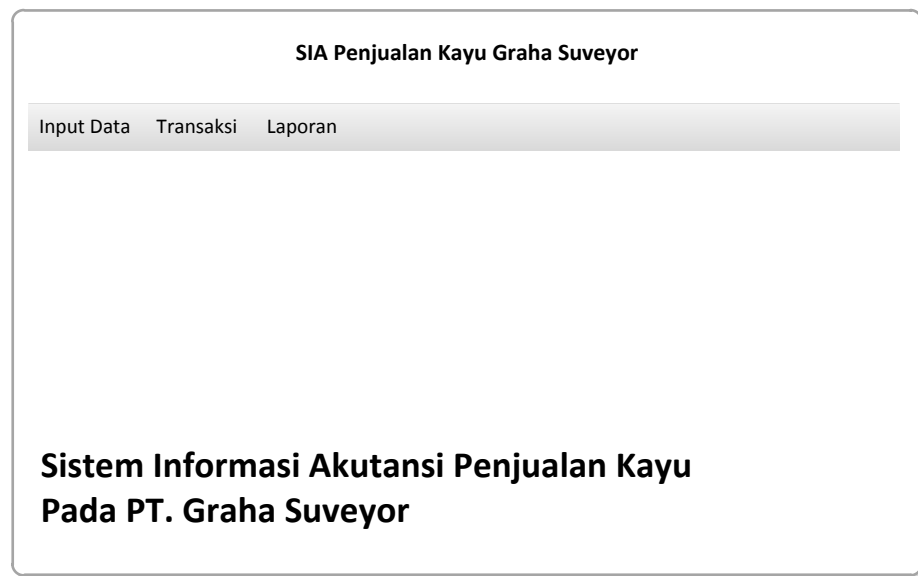 SIA Penjualan Kayu Graha Suveyor
Input Data Transaksi Laporan
Sistem Informasi Akutansi Penjualan Kayu
Pada PT. Graha Suveyor